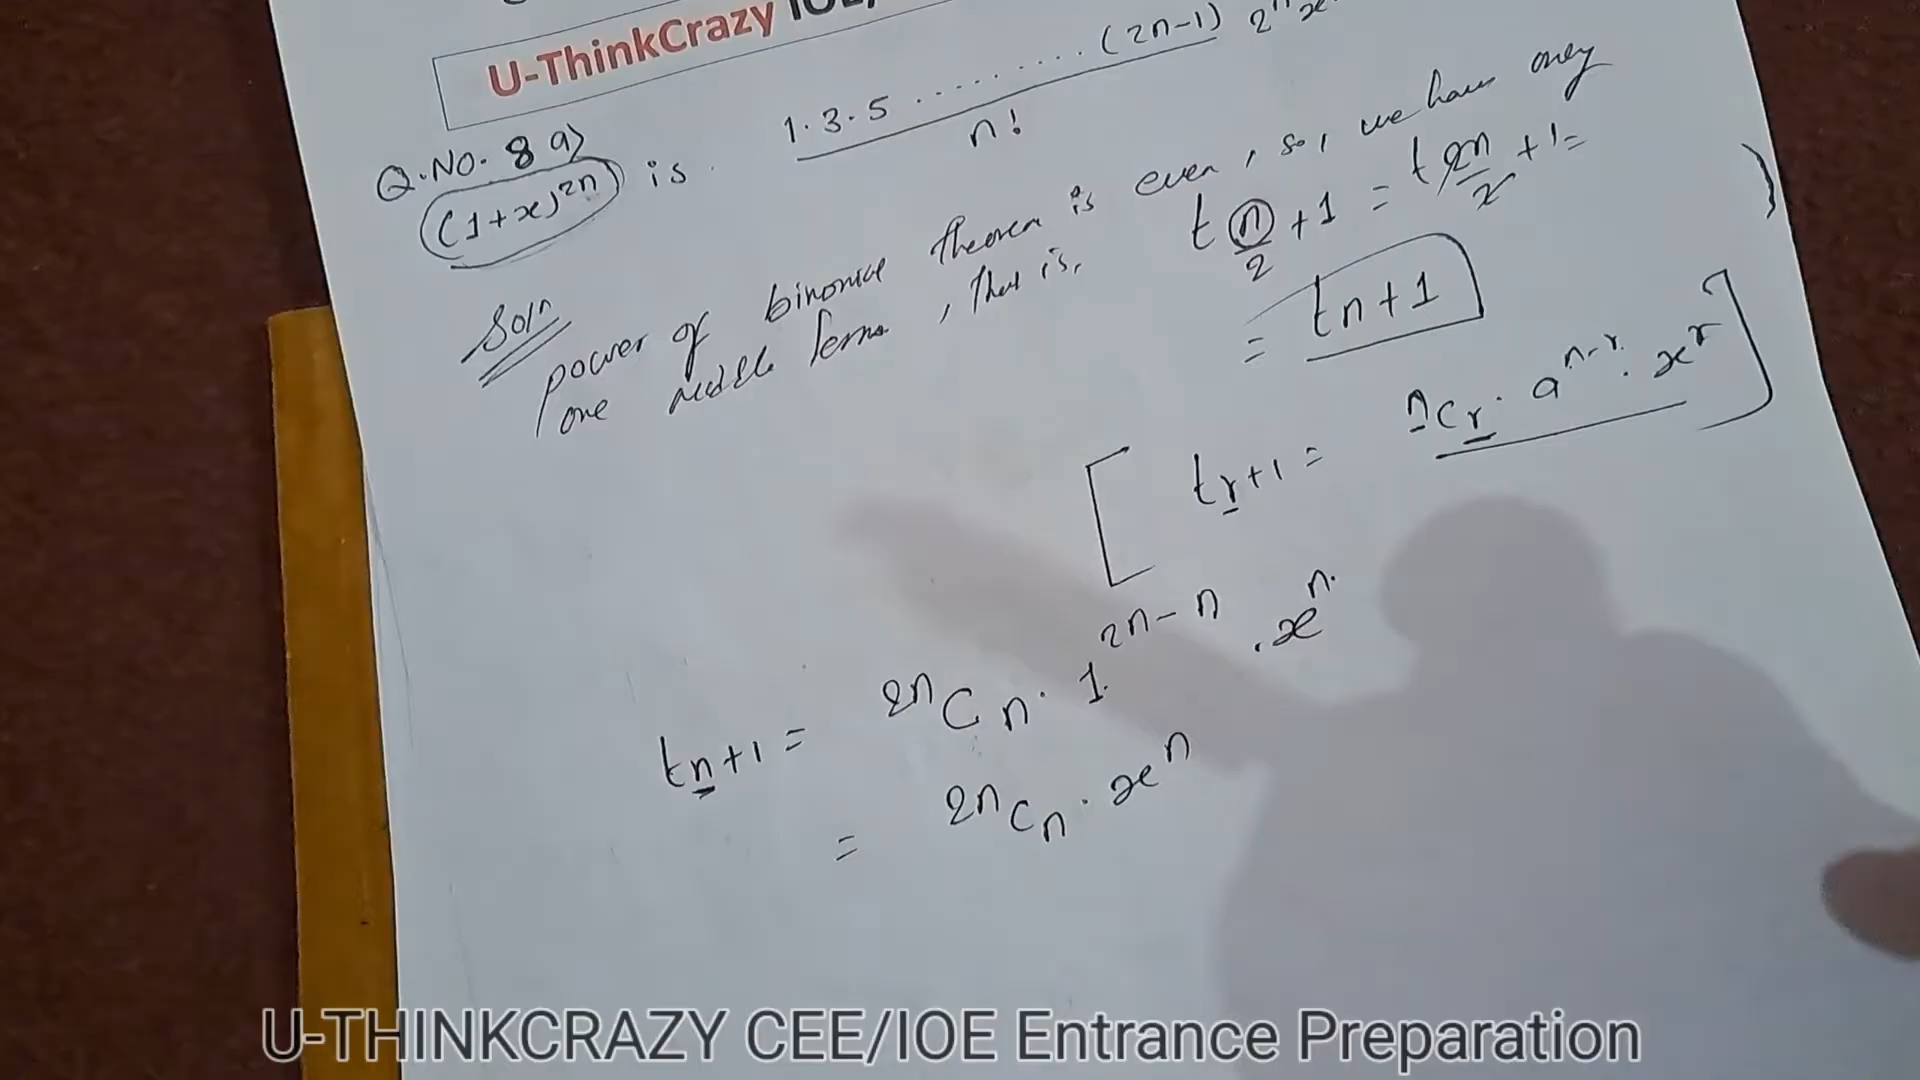 U-ThinkCrazy IOE/
Q.No. 8 a)
(1+x)²ⁿ is 1.3.5 .......... (2n-1) 2ⁿ xⁿ
n!
Solⁿ
power of binomial theorem is even, so, we have only
one middle terms, that is, t n/2 + 1 = t 2n/2 + 1 =
= tn+1
[ tr+1 = ⁿCr . aⁿ⁻ʳ . xʳ ]
tn+1 = ²ⁿCn . 1²ⁿ⁻ⁿ . xⁿ
= ²ⁿCn . xⁿ
U-THINKCRAZY CEE/IOE Entrance Preparation